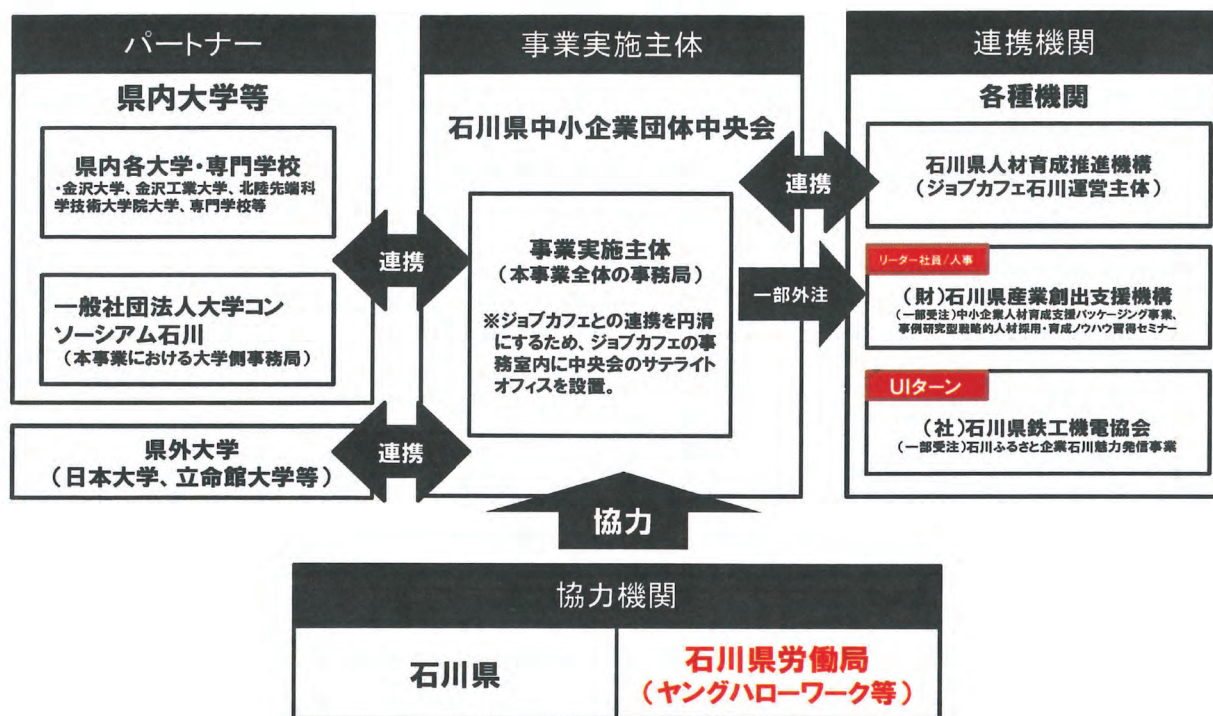 パートナー
県内大学等
県内各大学・専門学校
・金沢大学、金沢工業大学、北陸先端科
学技術大学院大学、専門学校等
一般社団法人大学コン
ソーシアム石川
(本事業における大学側事務局)
県外大学
(日本大学、立命館大学等)
連携
連携
事業実施主体
石川県中小企業団体中央会
事業実施主体
(本事業全体の事務局)
※ジョブカフェとの連携を円滑
にするため、ジョブカフェの事
務室内に中央会のサテライト
オフィスを設置。
連携
一部外注
連携機関
各種機関
石川県人材育成推進機構
(ジョブカフェ石川運営主体)
リーダー社員/人事
(財)石川県産業創出支援機構
(一部受注)中小企業人材育成支援パッケージング事業、
事例研究型戦略的人材採用・育成ノウハウ習得セミナー
UIターン
(社)石川県鉄工機電協会
(一部受注)石川ふるさと企業石川魅力発信事業
協力
協力機関
石川県
石川県労働局
(ヤングハローワーク等)